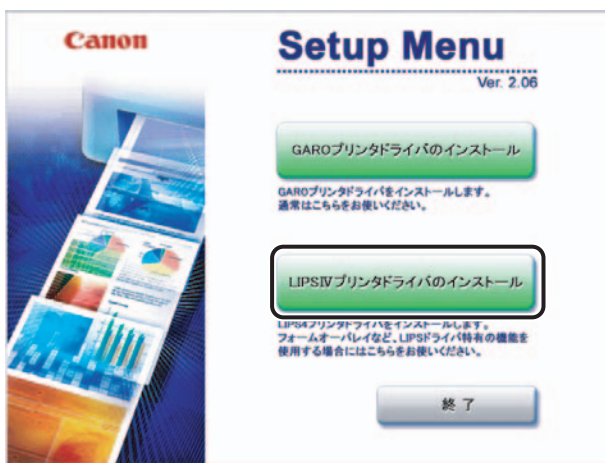 Canon
Setup Menu
Ver. 2.06
GAROプリンタドライバのインストール
GAROプリンタドライバをインストールします。
通常はこちらをお使いください。
LIPSIVプリンタドライバのインストール
LIPS4プリンタドライバをインストールします。
フォームオーバレイなど、LIPSドライバ特有の機能を
使用する場合にはこちらをお使いください。
終了